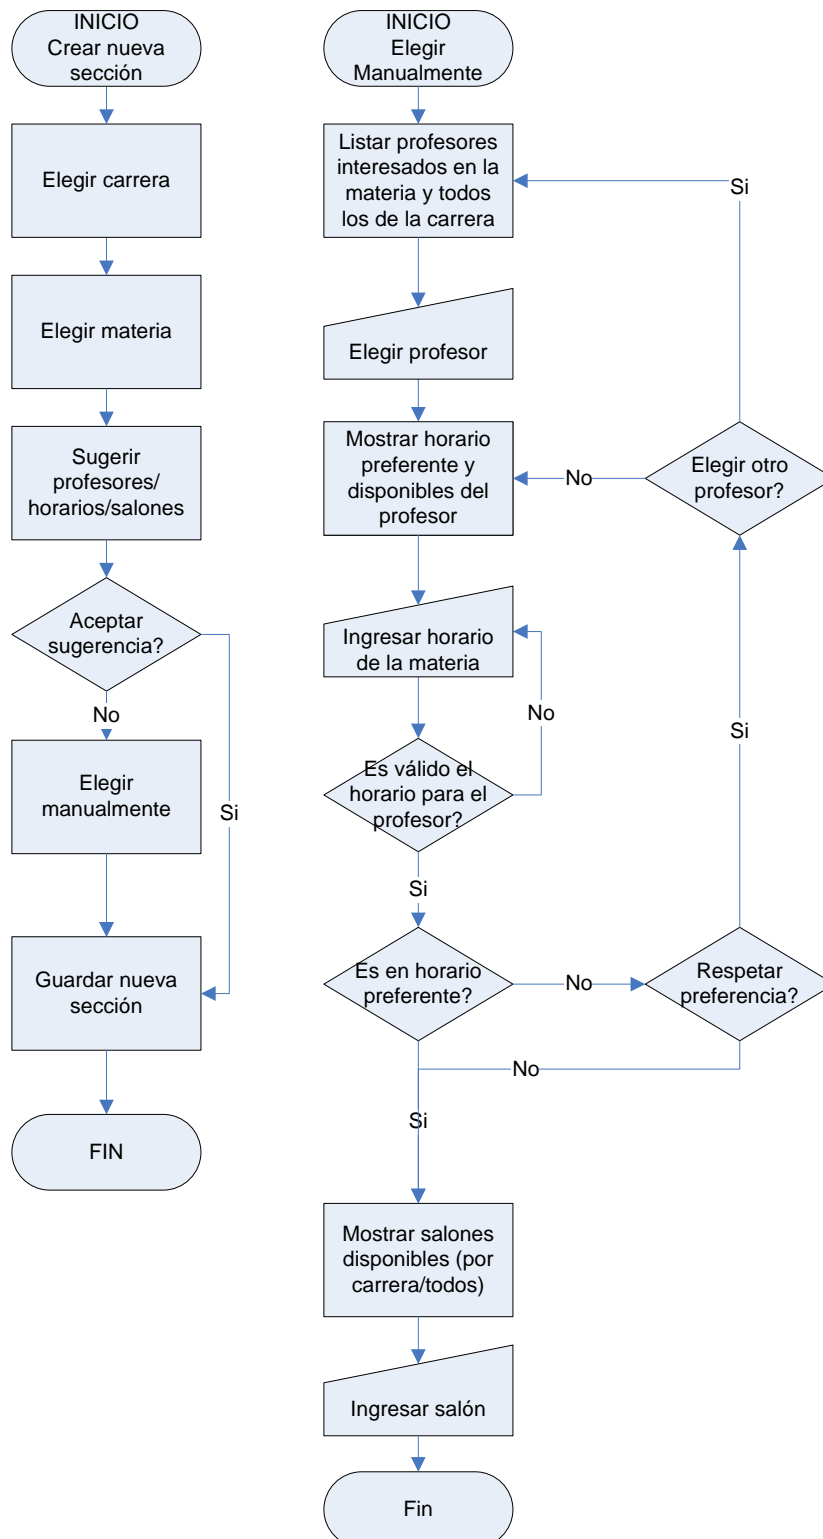 INICIO
Crear nueva
sección
Elegir carrera
Elegir materia
Sugerir
profesores/
horarios/salones
Aceptar
sugerencia?
No
Si
Elegir
manualmente
Guardar nueva
sección
FIN
INICIO
Elegir
Manualmente
Listar profesores
interesados en la
materia y todos
los de la carrera
Si
Elegir profesor
Mostrar horario
preferente y
disponibles del
profesor
No
Elegir otro
profesor?
Ingresar horario
de la materia
No
Si
Es válido el
horario para el
profesor?
Si
Es en horario
preferente?
No
Respetar
preferencia?
No
Si
Mostrar salones
disponibles (por
carrera/todos)
Ingresar salón
Fin